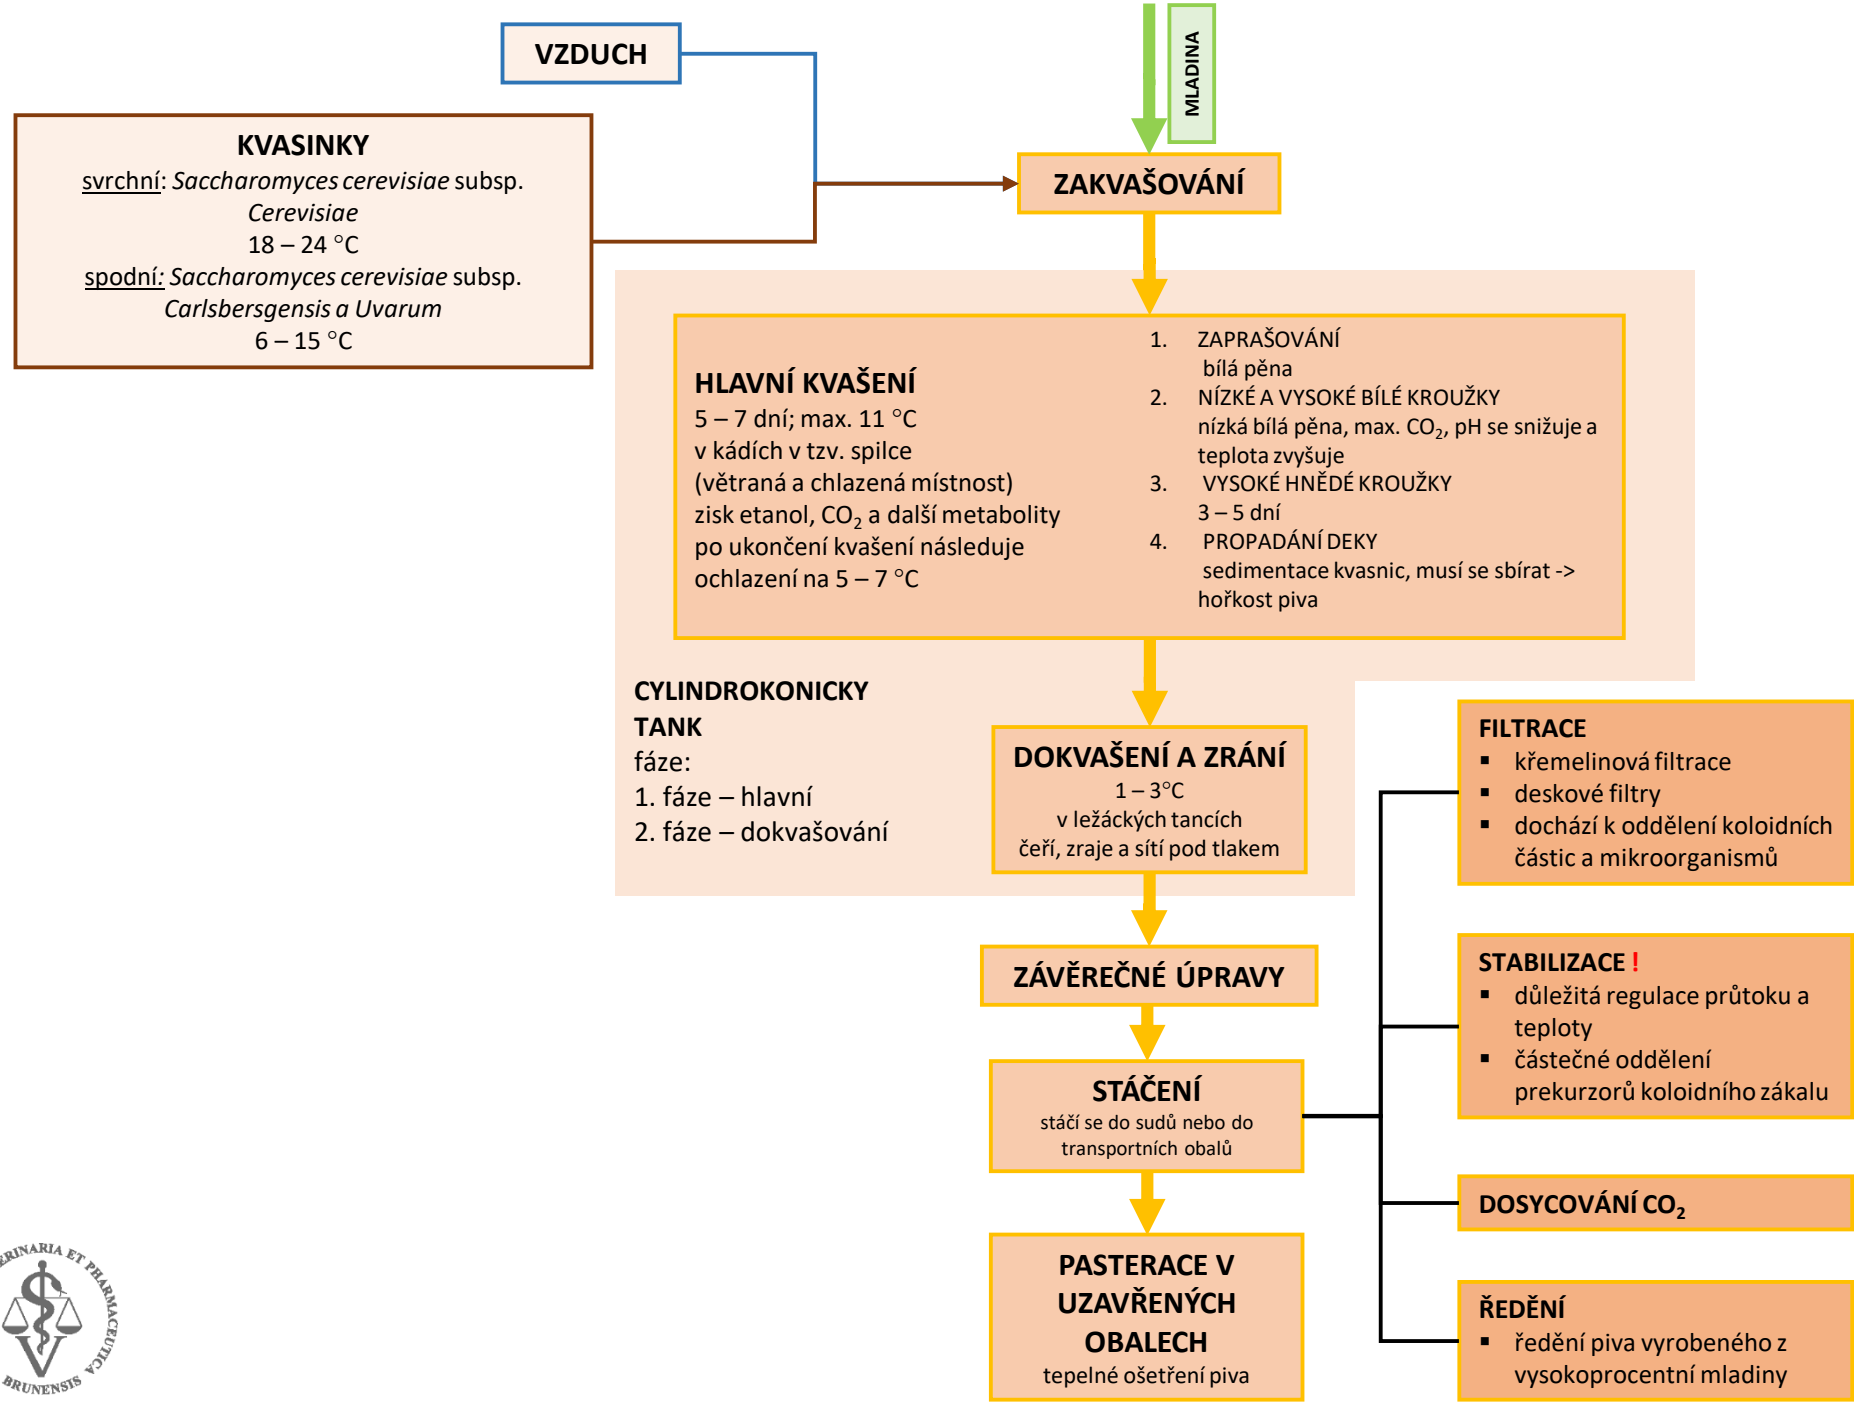 VZDUCH
MLADINA
KVASINKY
svrchní: Saccharomyces cerevisiae subsp.
Cerevisiae
18 – 24 °C
spodní: Saccharomyces cerevisiae subsp.
Carlsbersgensis a Uvarum
6 – 15 °C
ZAKVAŠOVÁNÍ
HLAVNÍ KVAŠENÍ
5 – 7 dní; max. 11 °C
v kádích v tzv. spilce
(větraná a chlazená místnost)
zisk etanol, CO2 a další metabolity
po ukončení kvašení následuje
ochlazení na 5 – 7 °C
1. ZAPRAŠOVÁNÍ
bílá pěna
2. NÍZKÉ A VYSOKÉ BÍLÉ KROUŽKY
nízká bílá pěna, max. CO2, pH se snižuje a
teplota zvyšuje
3. VYSOKÉ HNĚDÉ KROUŽKY
3 – 5 dní
4. PROPADÁNÍ DEKY
sedimentace kvasnic, musí se sbírat ->
hořkost piva
CYLINDROKONICKY
TANK
fáze:
1. fáze – hlavní
2. fáze – dokvašování
DOKVAŠENÍ A ZRÁNÍ
1 – 3°C
v ležáckých tancích
čeří, zraje a sítí pod tlakem
ZÁVĚREČNÉ ÚPRAVY
STÁČENÍ
stáčí se do sudů nebo do
transportních obalů
PASTERACE V
UZAVŘENÝCH
OBALECH
tepelné ošetření piva
FILTRACE
▪ křemelinová filtrace
▪ deskové filtry
▪ dochází k oddělení koloidních
částic a mikroorganismů
STABILIZACE !
▪ důležitá regulace průtoku a
teploty
▪ částečné oddělení
prekurzorů koloidního zákalu
DOSYCOVÁNÍ CO2
ŘEDĚNÍ
▪ ředění piva vyrobeného z
vysokoprocentní mladiny
ERINARIA ET PHARMACEUTICA
BRUNENSIS